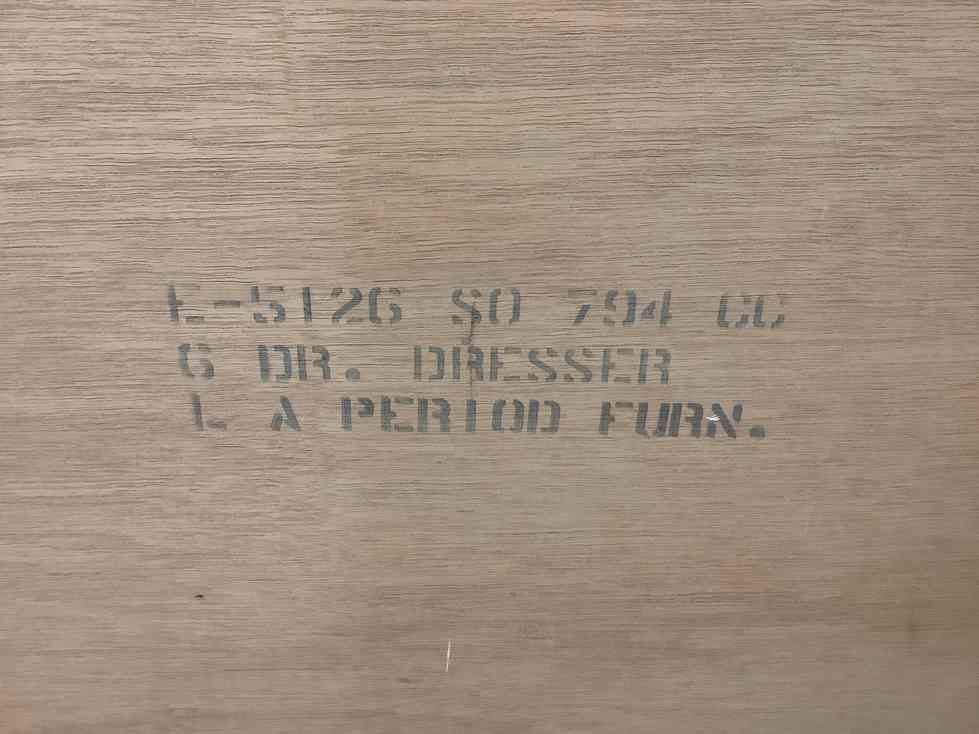 E-5126 SO 794 CC
6 DR. DRESSER
L A PERIOD FURN.